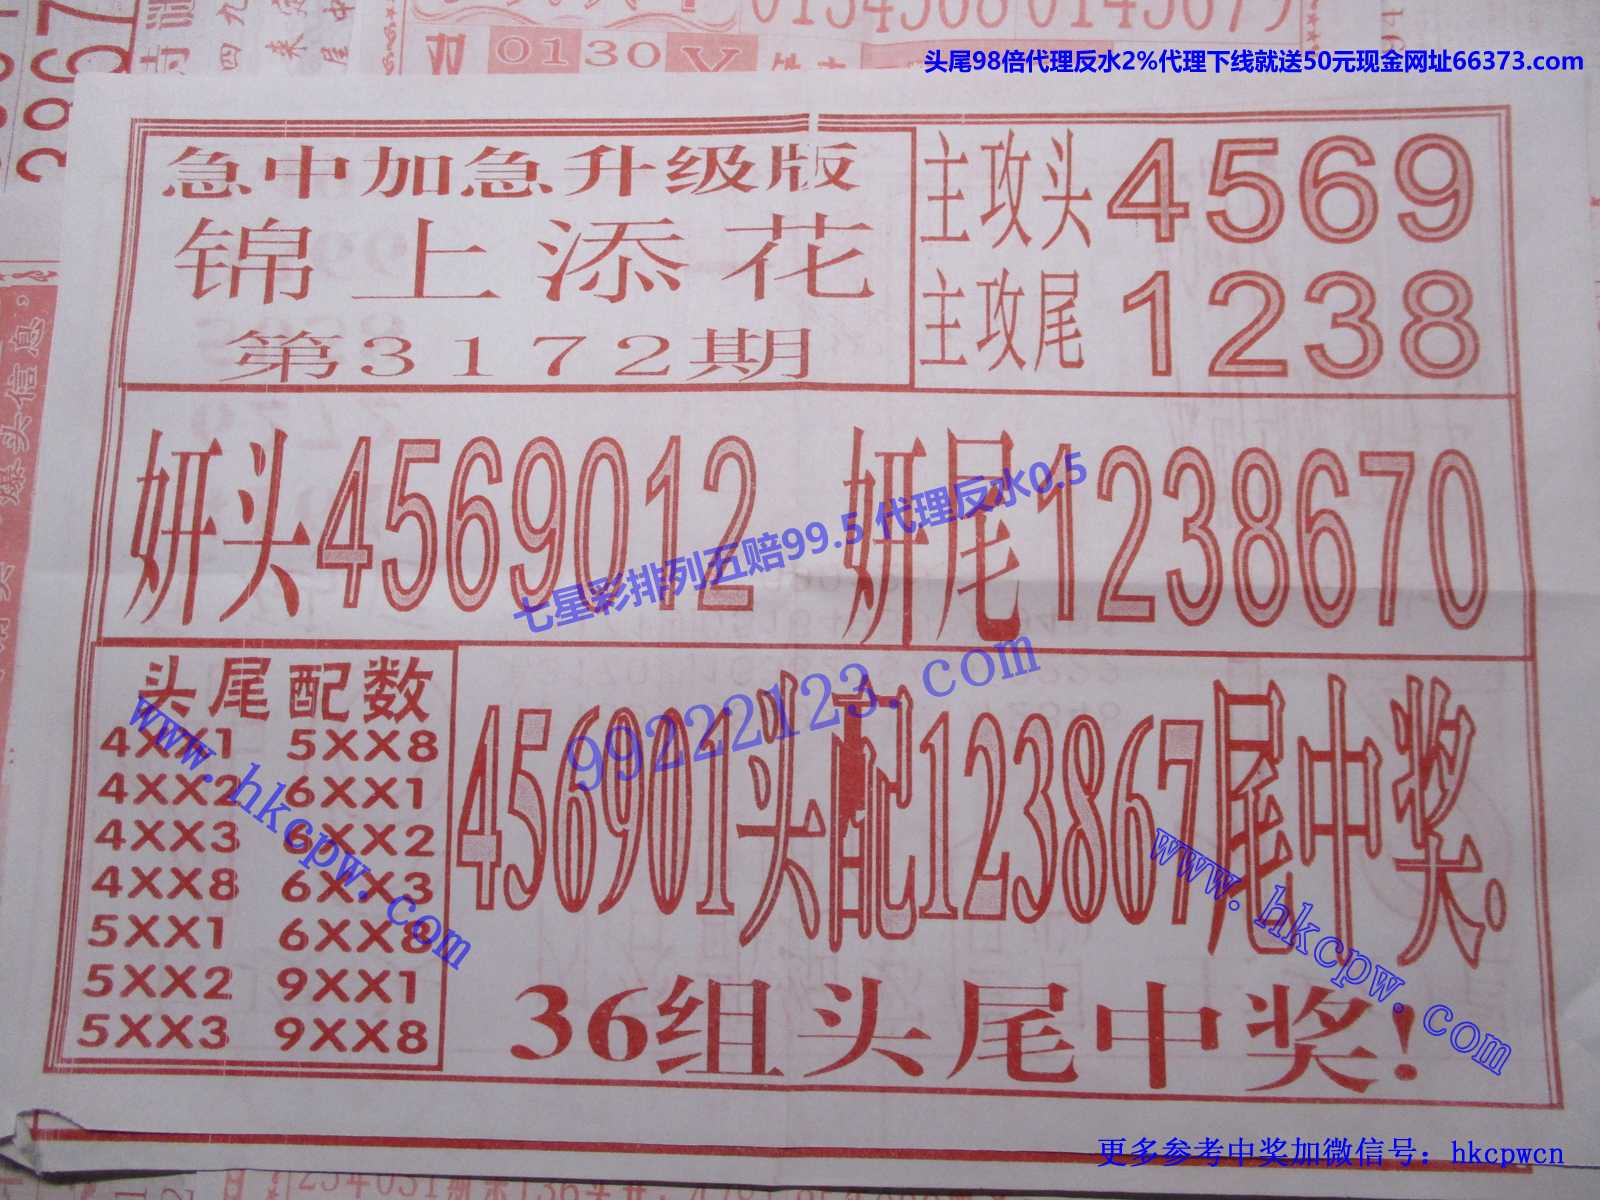 0134568 0145679
0130 V
头尾98倍代理反水2%代理下线就送50元现金网址66373.com
急中加急升级版
锦上添花
第3172期
主攻头4569
主攻尾1238
妍头4569012 妍尾1238670
七星彩排列五赔99.5 代理反水0.5
99222123.com
头尾配数
4XX1 5XX8
4XX2 6XX1
4XX3 6XX2
4XX8 6XX3
5XX1 6XX8
5XX2 9XX1
5XX3 9XX8
www.hkcpw.com
456901头配123867尾中奖.
www.hkcpw.com
36组头尾中奖!
爆头信息
更多参考中奖加微信号：hkcpwcn